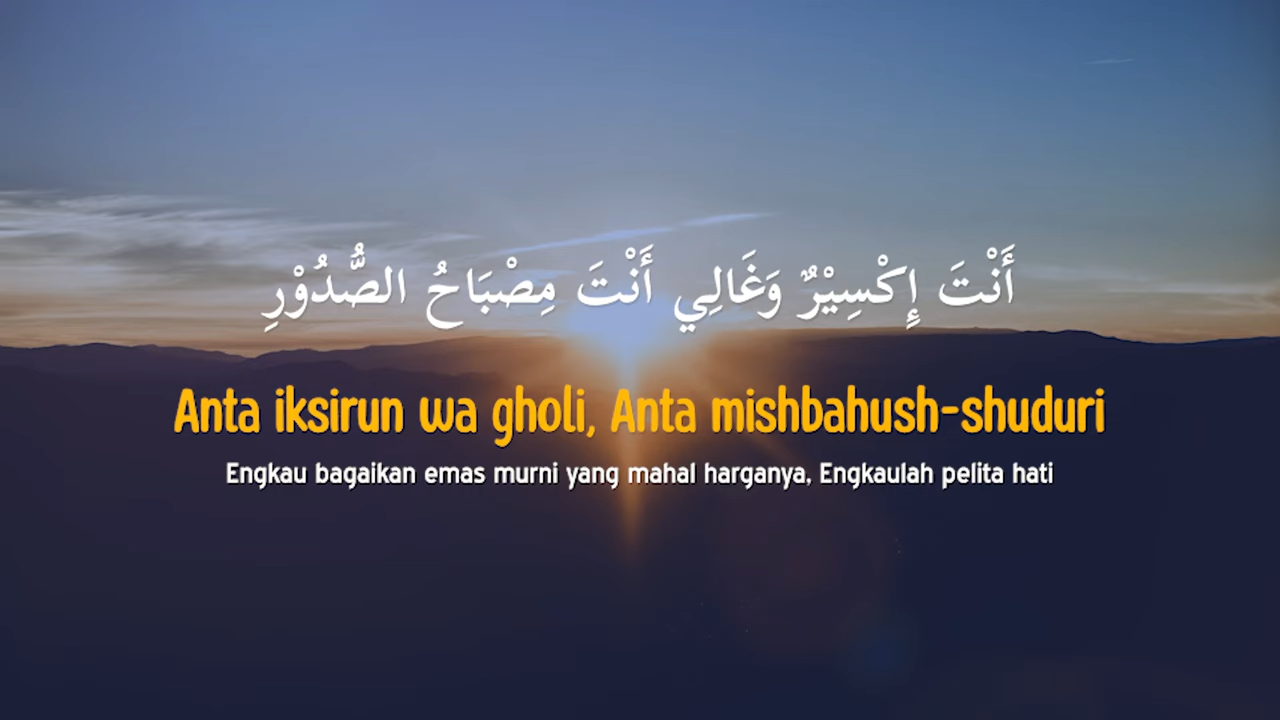 أَنْتَ إِكْسِيْرٌ وَغَالِي أَنْتَ مِصْبَاحُ الصُّدُوْرِ
Anta iksirun wa gholi, Anta mishbahush-shuduri
Engkau bagaikan emas murni yang mahal harganya, Engkaulah pelita hati